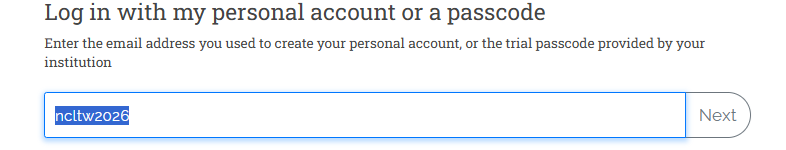 Log in with my personal account or a passcode
Enter the email address you used to create your personal account, or the trial passcode provided by your
institution
ncltw2026 Next